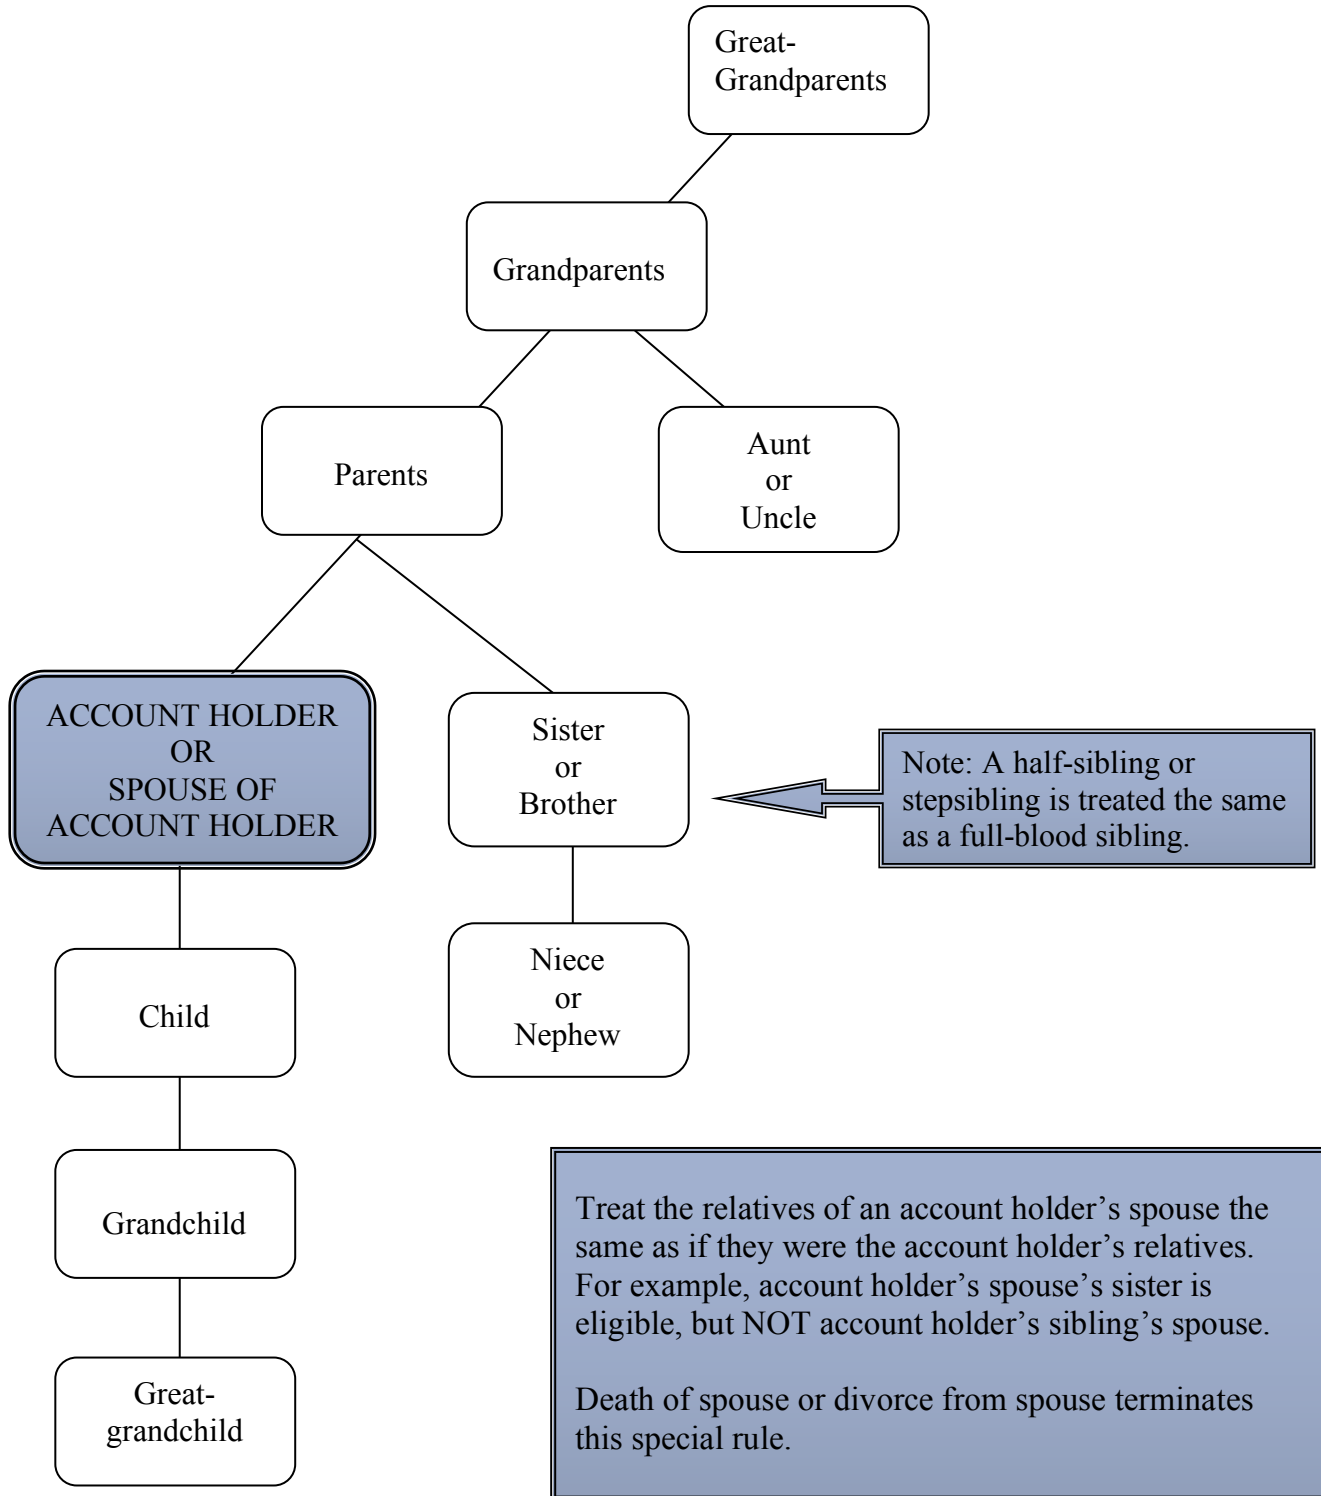 Great-
Grandparents
Grandparents
Parents
Aunt
or
Uncle
ACCOUNT HOLDER
OR
SPOUSE OF
ACCOUNT HOLDER
Sister
or
Brother
Note: A half-sibling or
stepsibling is treated the same
as a full-blood sibling.
Child
Niece
or
Nephew
Grandchild
Great-
grandchild
Treat the relatives of an account holder’s spouse the
same as if they were the account holder’s relatives.
For example, account holder’s spouse’s sister is
eligible, but NOT account holder’s sibling’s spouse.
Death of spouse or divorce from spouse terminates
this special rule.